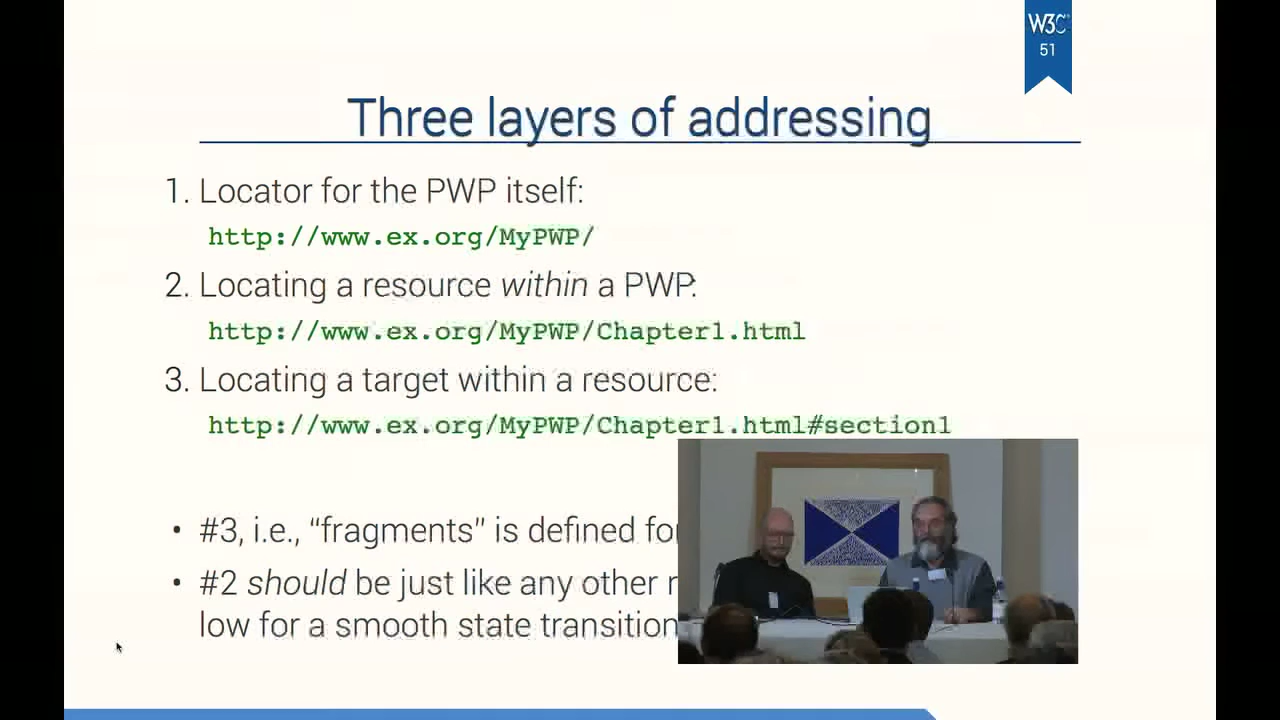 W3C
51
Three layers of addressing
1. Locator for the PWP itself:
http://www.ex.org/MyPWP/
2. Locating a resource within a PWP:
http://www.ex.org/MyPWP/Chapter1.html
3. Locating a target within a resource:
http://www.ex.org/MyPWP/Chapter1.html#section1
• #3, i.e., “fragments” is defined for
• #2 should be just like any other
low for a smooth state transition